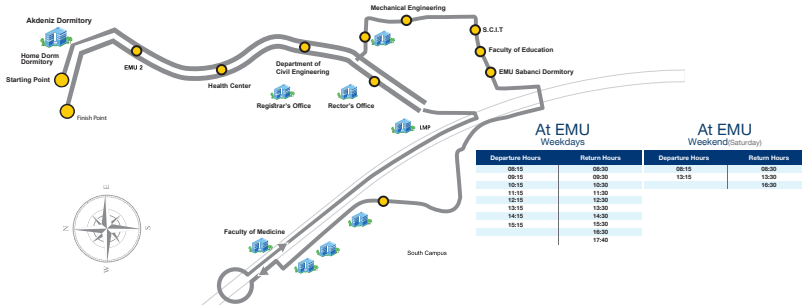 Akdeniz Dormitory
Home Dorm
Dormitory
Starting Point
Finish Point
EMU 2
Health Center
Department of
Civil Engineering
Registrar's Office
Rector's Office
Mechanical Engineering
S.C.I.T
Faculty of Education
EMU Sabanci Dormitory
LMP
Faculty of Medicine
South Campus
E
N
S
W
At EMU
Weekdays
Departure Hours Return Hours
08:15 08:30
09:15 09:30
10:15 10:30
11:15 11:30
12:15 12:30
13:15 13:30
14:15 14:30
15:15 15:30
16:30
17:40
At EMU
Weekend(Saturday)
Departure Hours Return Hours
08:15 08:30
13:15 13:30
16:30